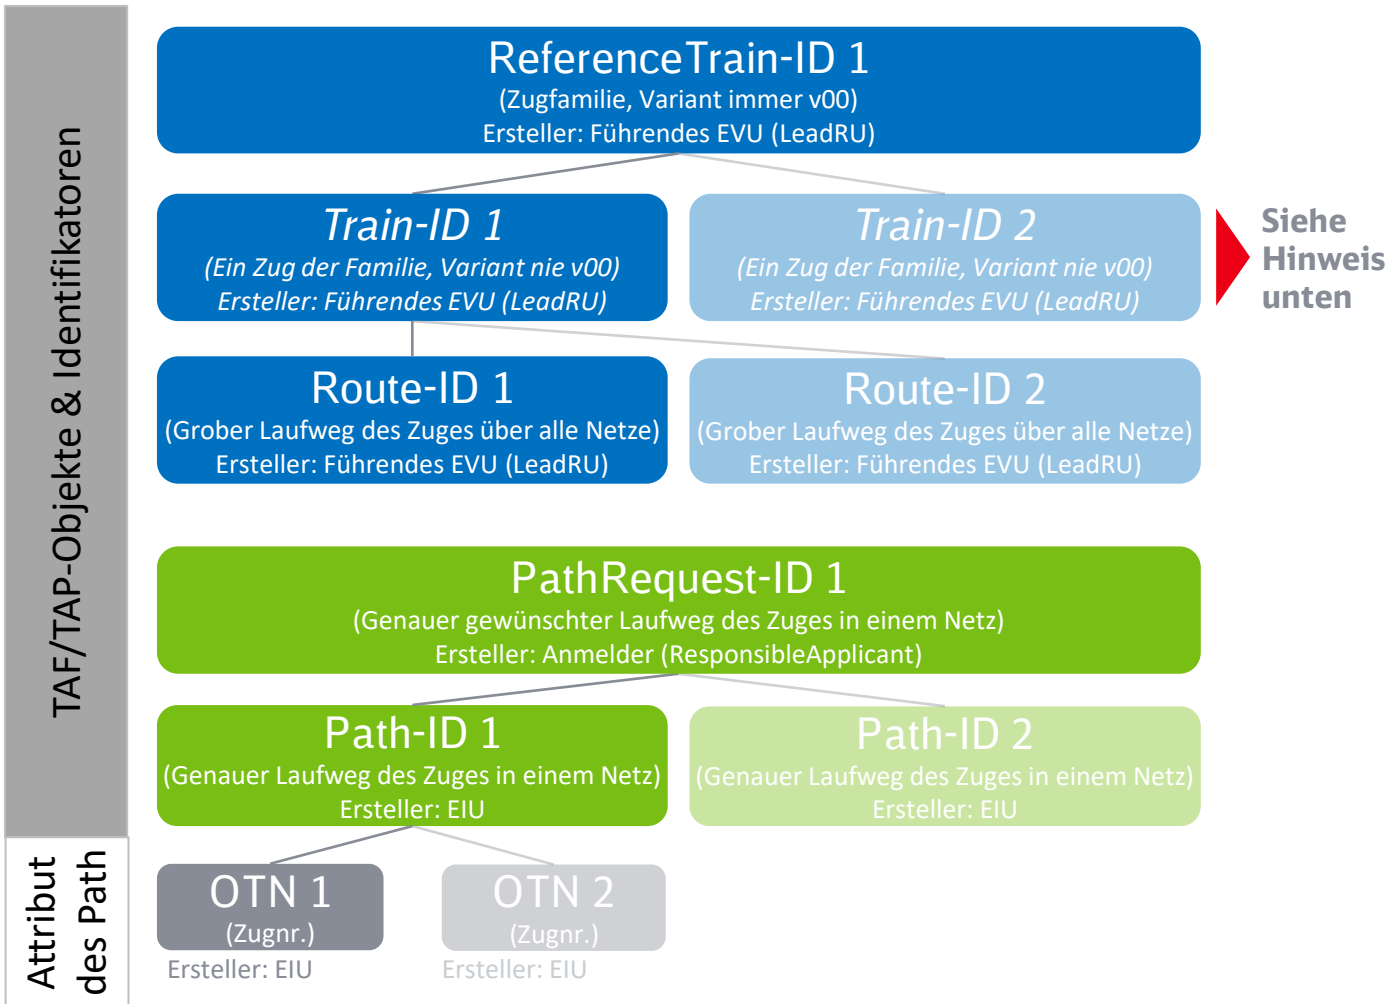 TAF/TAP-Objekte & Identifikatoren
ReferenceTrain-ID 1
(Zugfamilie, Variant immer v00)
Ersteller: Führendes EVU (LeadRU)
Train-ID 1
(Ein Zug der Familie, Variant nie v00)
Ersteller: Führendes EVU (LeadRU)
Train-ID 2
(Ein Zug der Familie, Variant nie v00)
Ersteller: Führendes EVU (LeadRU)
Siehe
Hinweis
unten
Route-ID 1
(Grober Laufweg des Zuges über alle Netze)
Ersteller: Führendes EVU (LeadRU)
Route-ID 2
(Grober Laufweg des Zuges über alle Netze)
Ersteller: Führendes EVU (LeadRU)
PathRequest-ID 1
(Genauer gewünschter Laufweg des Zuges in einem Netz)
Ersteller: Anmelder (ResponsibleApplicant)
Path-ID 1
(Genauer Laufweg des Zuges in einem Netz)
Ersteller: EIU
Path-ID 2
(Genauer Laufweg des Zuges in einem Netz)
Ersteller: EIU
Attribut
des Path
OTN 1
(Zugnr.)
Ersteller: EIU
OTN 2
(Zugnr.)
Ersteller: EIU